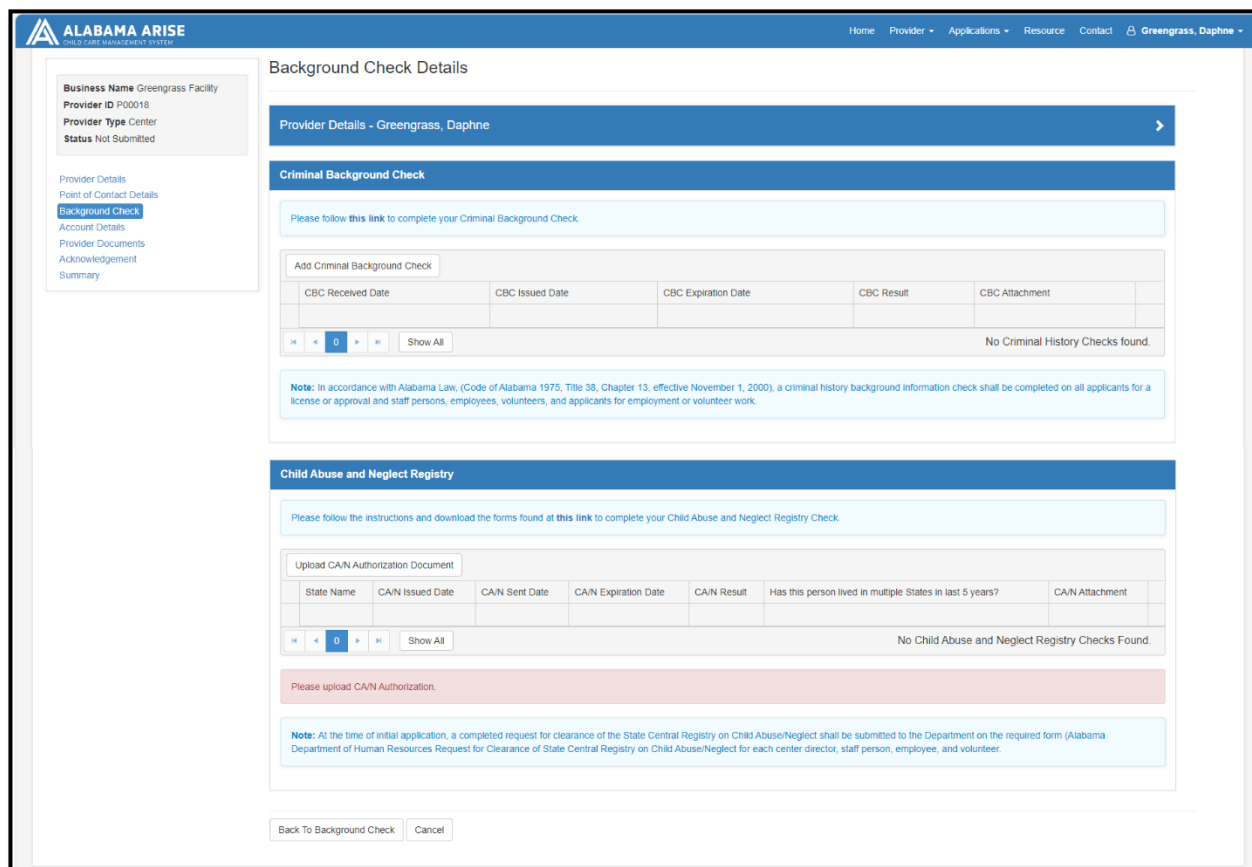 ALABAMA ARISE
CHILD CARE MANAGEMENT SYSTEM
Home Provider Applications Resource Contact Greengrass, Daphne
Business Name Greengrass Facility
Provider ID P00018
Provider Type Center
Status Not Submitted
Provider Details
Point of Contact Details
Background Check
Account Details
Provider Documents
Acknowledgement
Summary
Background Check Details
Provider Details - Greengrass, Daphne
Criminal Background Check
Please follow this link to complete your Criminal Background Check.
Add Criminal Background Check
CBC Received Date CBC Issued Date CBC Expiration Date CBC Result CBC Attachment
0 Show All No Criminal History Checks found.
Note: In accordance with Alabama Law, (Code of Alabama 1975, Title 38, Chapter 13, effective November 1, 2000), a criminal history background information check shall be completed on all applicants for a
license or approval and staff persons, employees, volunteers, and applicants for employment or volunteer work.
Child Abuse and Neglect Registry
Please follow the instructions and download the forms found at this link to complete your Child Abuse and Neglect Registry Check.
Upload CA/N Authorization Document
State Name CA/N Issued Date CA/N Sent Date CA/N Expiration Date CA/N Result Has this person lived in multiple States in last 5 years? CA/N Attachment
0 Show All No Child Abuse and Neglect Registry Checks Found.
Please upload CA/N Authorization.
Note: At the time of initial application, a completed request for clearance of the State Central Registry on Child Abuse/Neglect shall be submitted to the Department on the required form (Alabama
Department of Human Resources Request for Clearance of State Central Registry on Child Abuse/Neglect for each center director, staff person, employee, and volunteer.
Back To Background Check Cancel